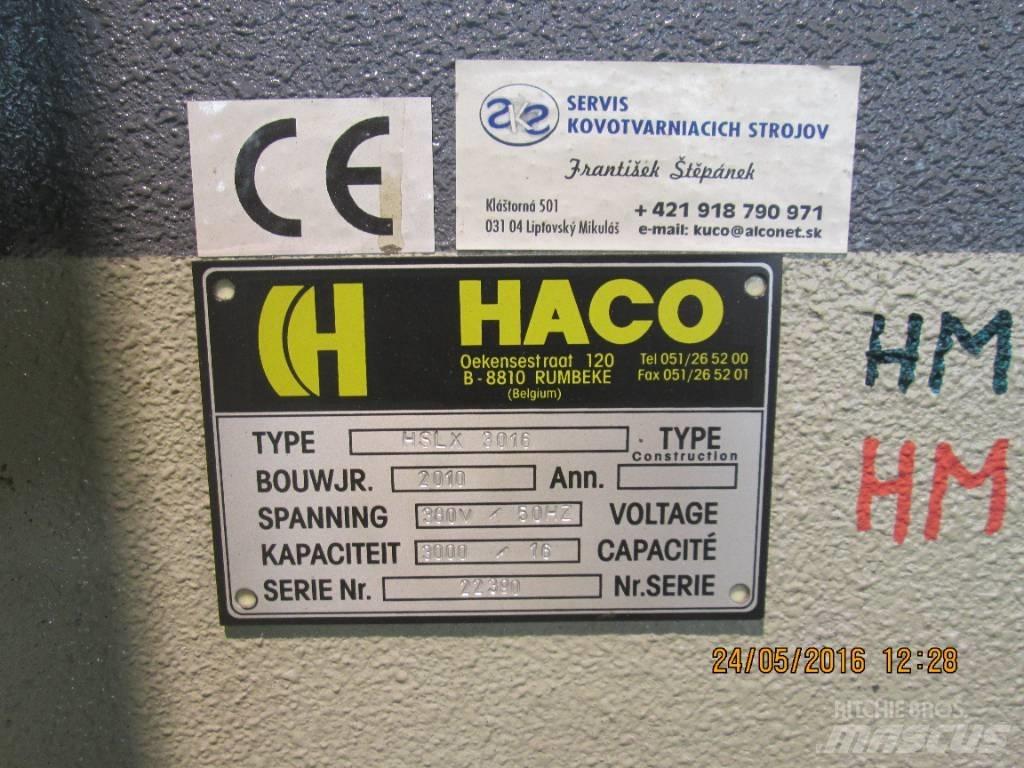 CE
SKS
SERVIS
KOVOTVARNIACICH STROJOV
František Štěpánek
Kláštorná 501
031 04 Liptovský Mikuláš
+ 421 918 790 971
e-mail: kuco@alconet.sk
H
HACO
Oekensestraat 120
B - 8810 RUMBEKE
(Belgium)
Tel 051/26 52 00
Fax 051/26 52 01
TYPE HSLX 3016 TYPE
Construction
BOUWJR. 2010 Ann.
SPANNING 380V / 50HZ VOLTAGE
KAPACITEIT 3000 / 16 CAPACITÉ
SERIE Nr. 22390 Nr.SERIE
HM
HM
24/05/2016 12:28
RITCHIE BROS.
MASCUS